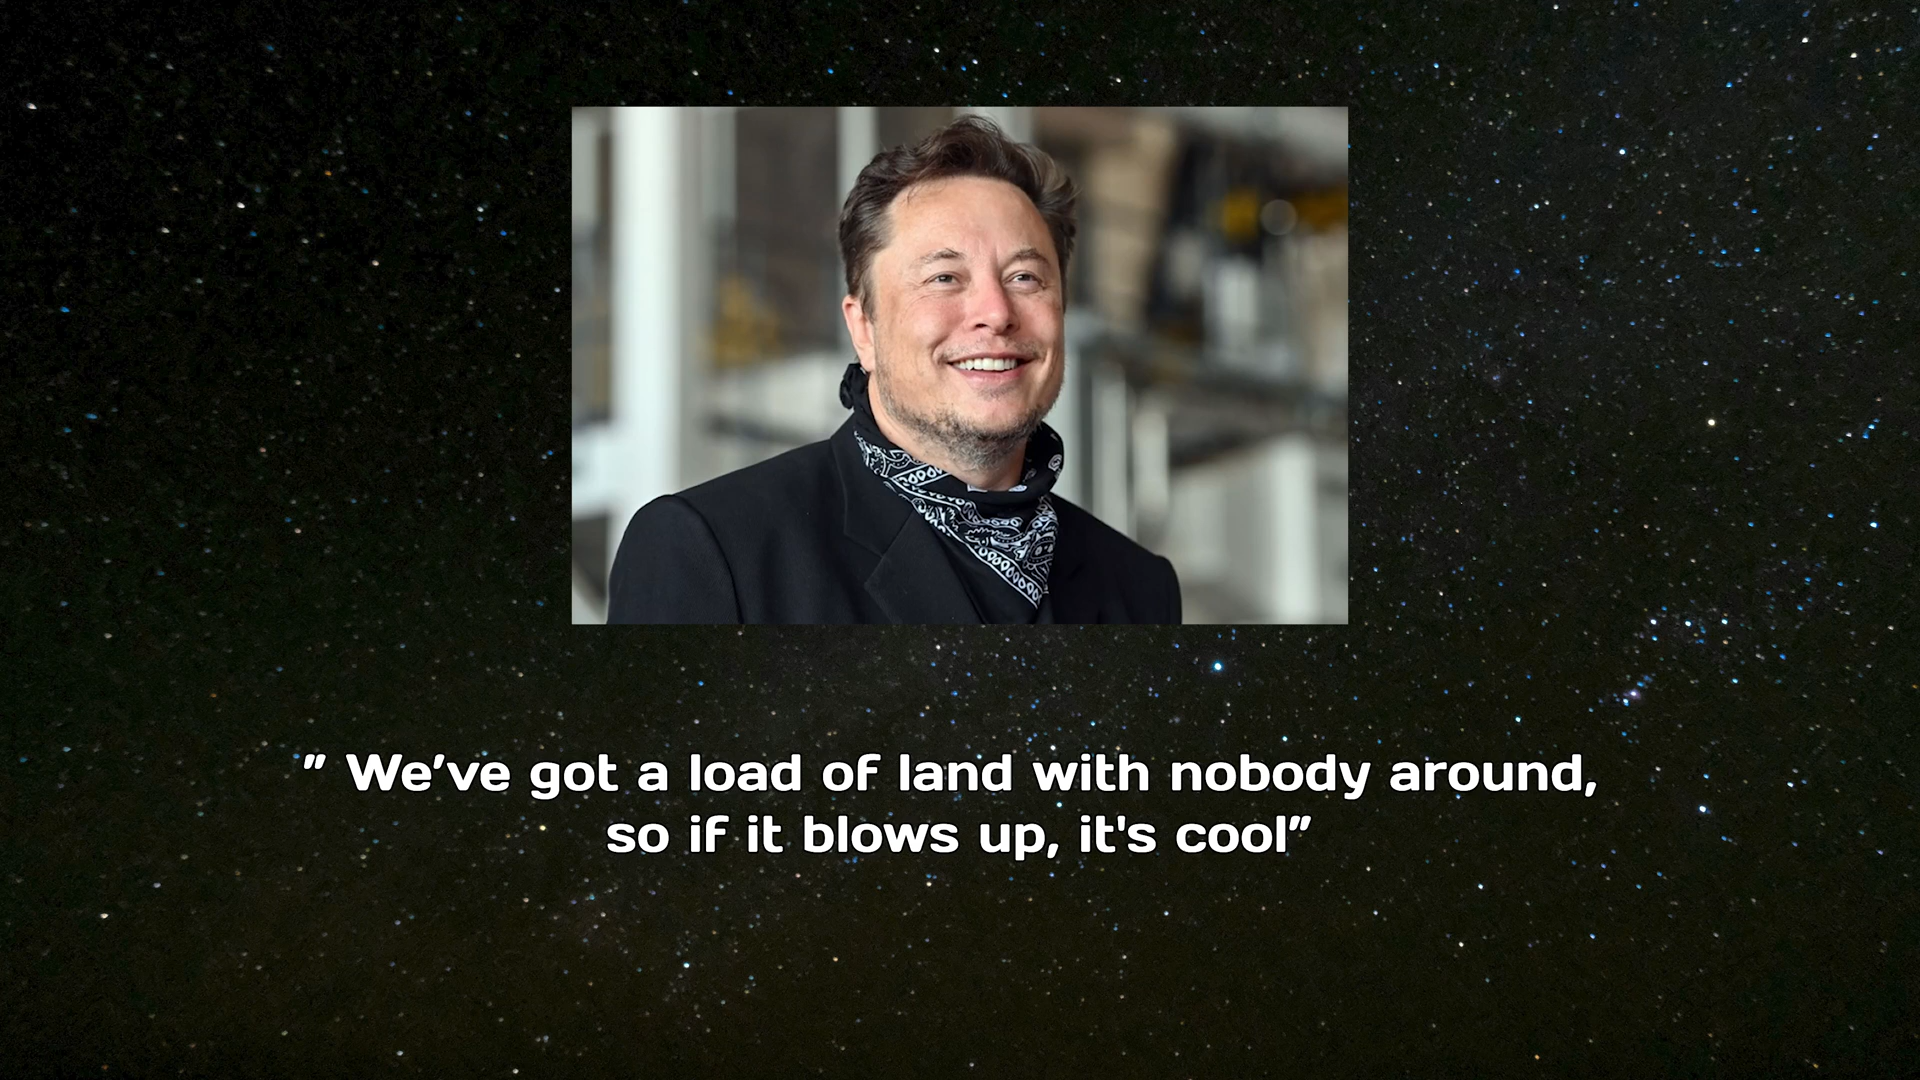 ” We’ve got a load of land with nobody around,
so if it blows up, it's cool”